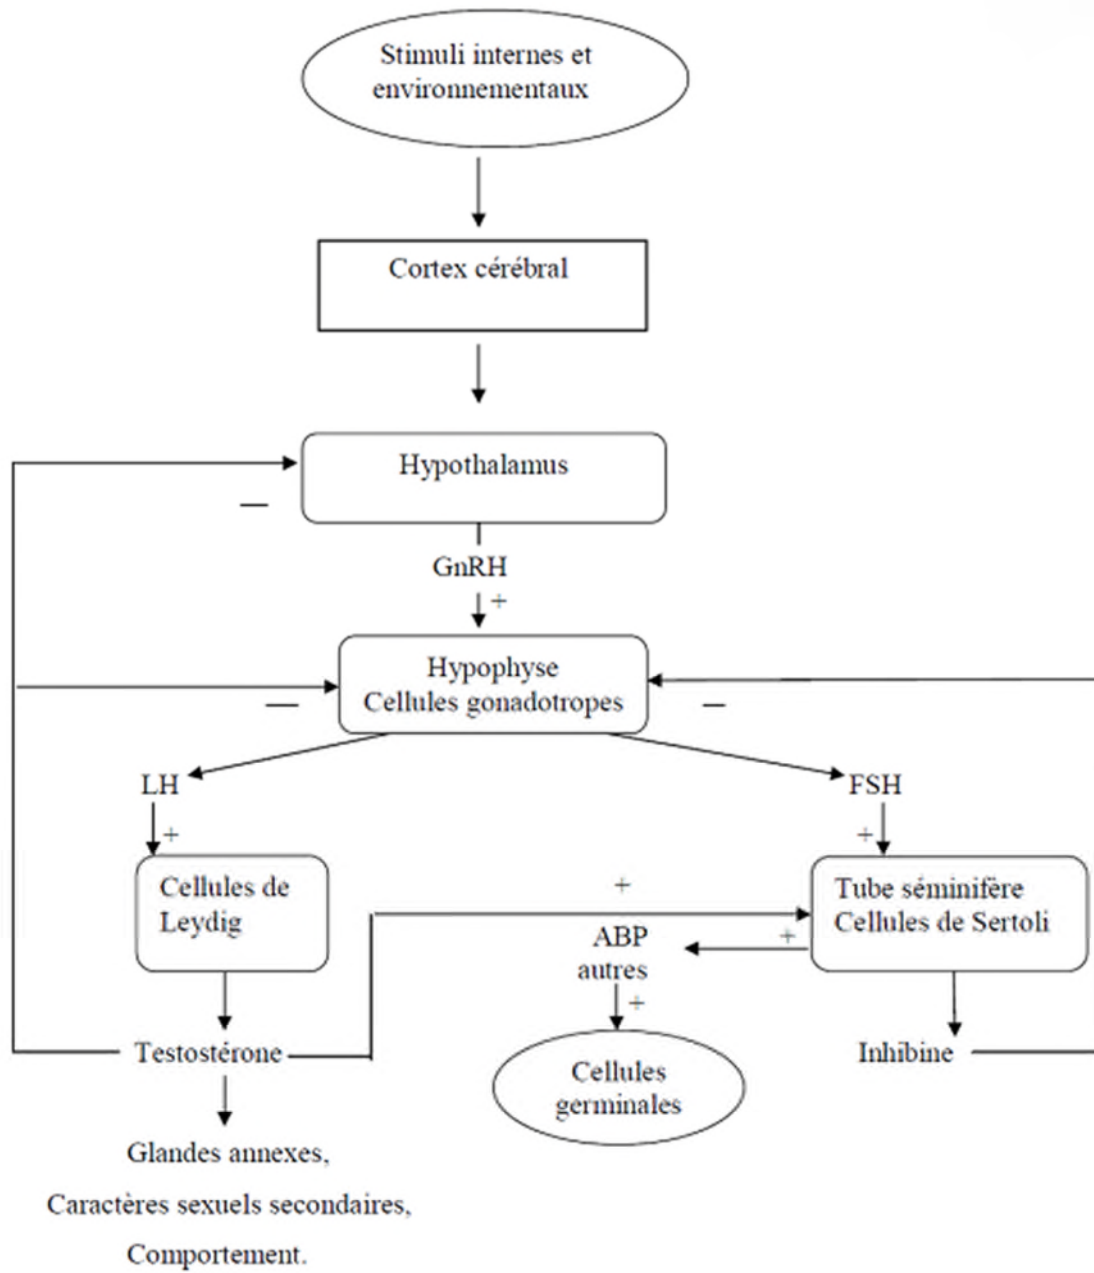 Stimuli internes et
environnementaux
Cortex cérébral
Hypothalamus
—
GnRH
+
Hypophyse
Cellules gonadotropes
—
—
LH
FSH
+
+
Cellules de
Leydig
+
Tube séminifère
Cellules de Sertoli
ABP
autres
+
+
Testostérone
Cellules
germinales
Inhibine
Glandes annexes,
Caractères sexuels secondaires,
Comportement.